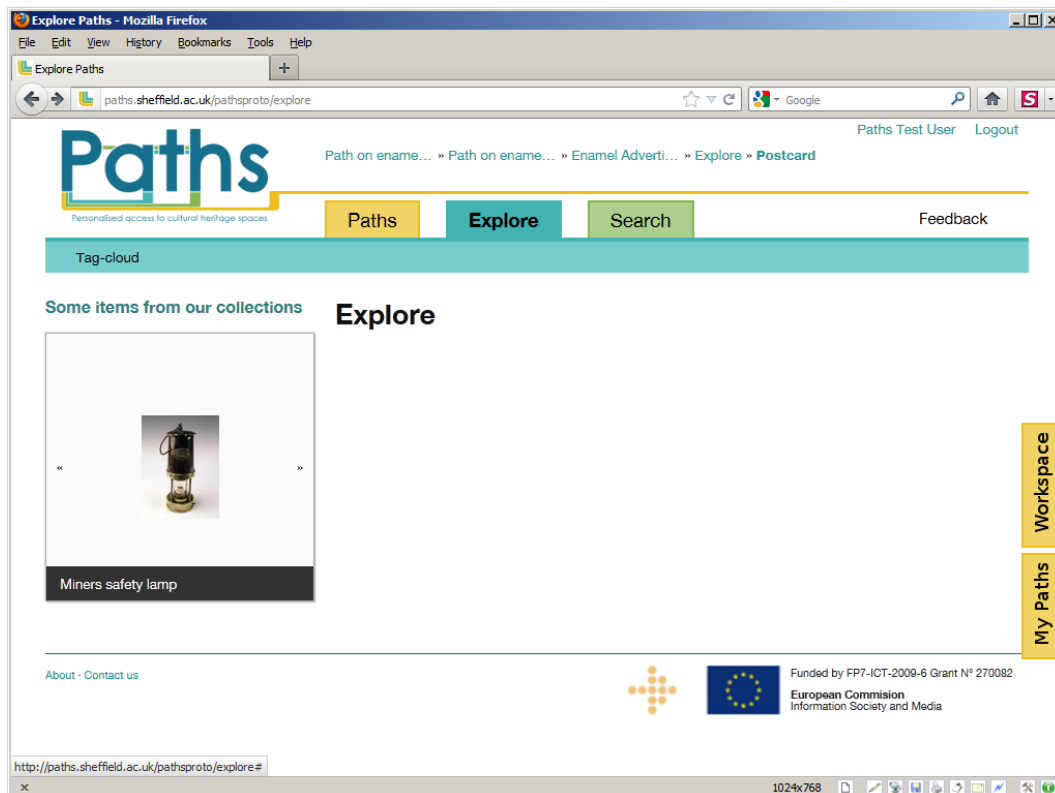 Explore Paths - Mozilla Firefox
File Edit View History Bookmarks Tools Help
Explore Paths +
paths.sheffield.ac.uk/pathsproto/explore Google S
Paths Test User Logout
Paths
Personalised access to cultural heritage spaces
Path on ename... » Path on ename... » Enamel Adverti... » Explore » Postcard
Paths Explore Search Feedback
Tag-cloud
Some items from our collections
Explore
« »
Miners safety lamp
Workspace
My Paths
About - Contact us
Funded by FP7-ICT-2009-6 Grant Nº 270082
European Commision
Information Society and Media
http://paths.sheffield.ac.uk/pathsproto/explore#
x 1024x768